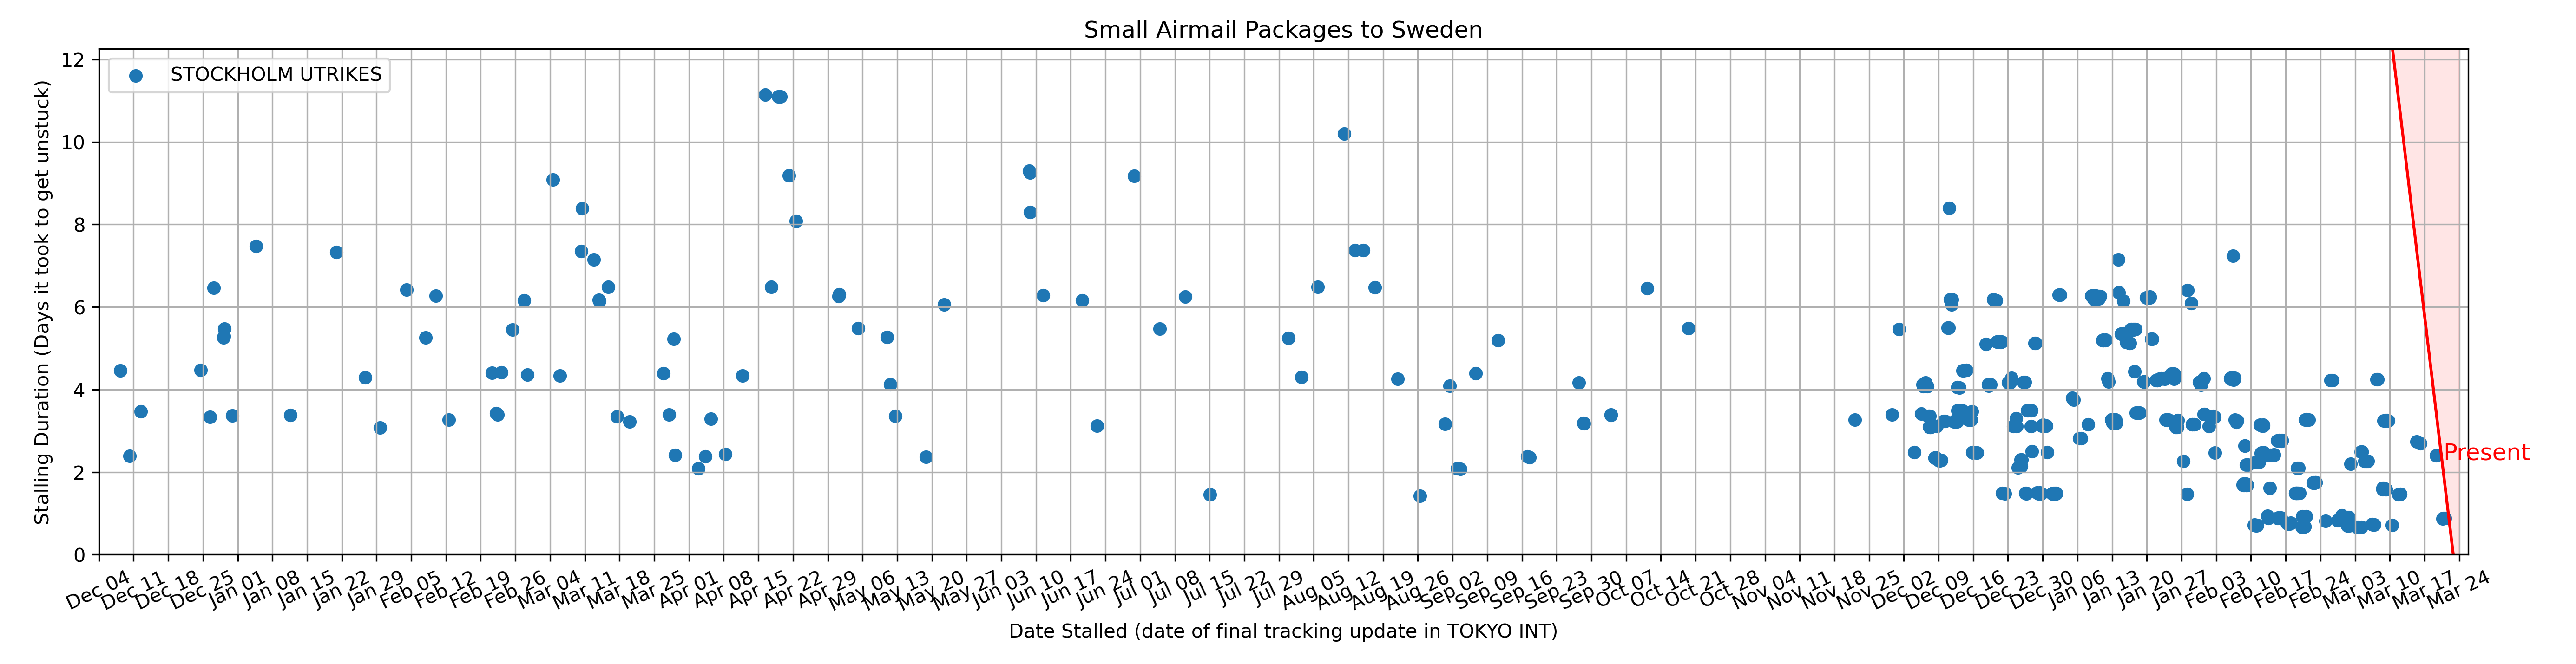 Small Airmail Packages to Sweden
STOCKHOLM UTRIKES
Stalling Duration (Days it took to get unstuck)
12
10
8
6
4
2
0
Present
Dec 04 Dec 11 Dec 18 Dec 25 Jan 01 Jan 08 Jan 15 Jan 22 Jan 29 Feb 05 Feb 12 Feb 19 Feb 26 Mar 04 Mar 11 Mar 18 Mar 25 Apr 01 Apr 08 Apr 15 Apr 22 Apr 29 May 06 May 13 May 20 May 27 Jun 03 Jun 10 Jun 17 Jun 24 Jul 01 Jul 08 Jul 15 Jul 22 Jul 29 Aug 05 Aug 12 Aug 19 Aug 26 Sep 02 Sep 09 Sep 16 Sep 23 Sep 30 Oct 07 Oct 14 Oct 21 Oct 28 Nov 04 Nov 11 Nov 18 Nov 25 Dec 02 Dec 09 Dec 16 Dec 23 Dec 30 Jan 06 Jan 13 Jan 20 Jan 27 Feb 03 Feb 10 Feb 17 Feb 24 Mar 03 Mar 10 Mar 17 Mar 24
Date Stalled (date of final tracking update in TOKYO INT)